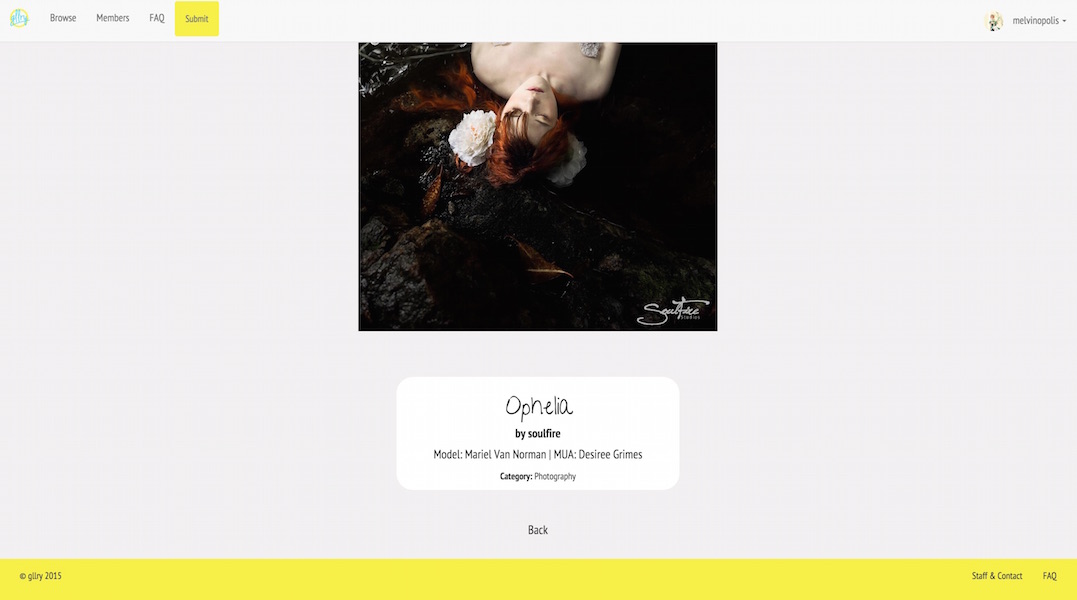 gllry Browse Members FAQ Submit melvinopolis
Soulfire
Studios
Ophelia
by soulfire
Model: Mariel Van Norman | MUA: Desiree Grimes
Category: Photography
Back
© gllry 2015 Staff & Contact FAQ